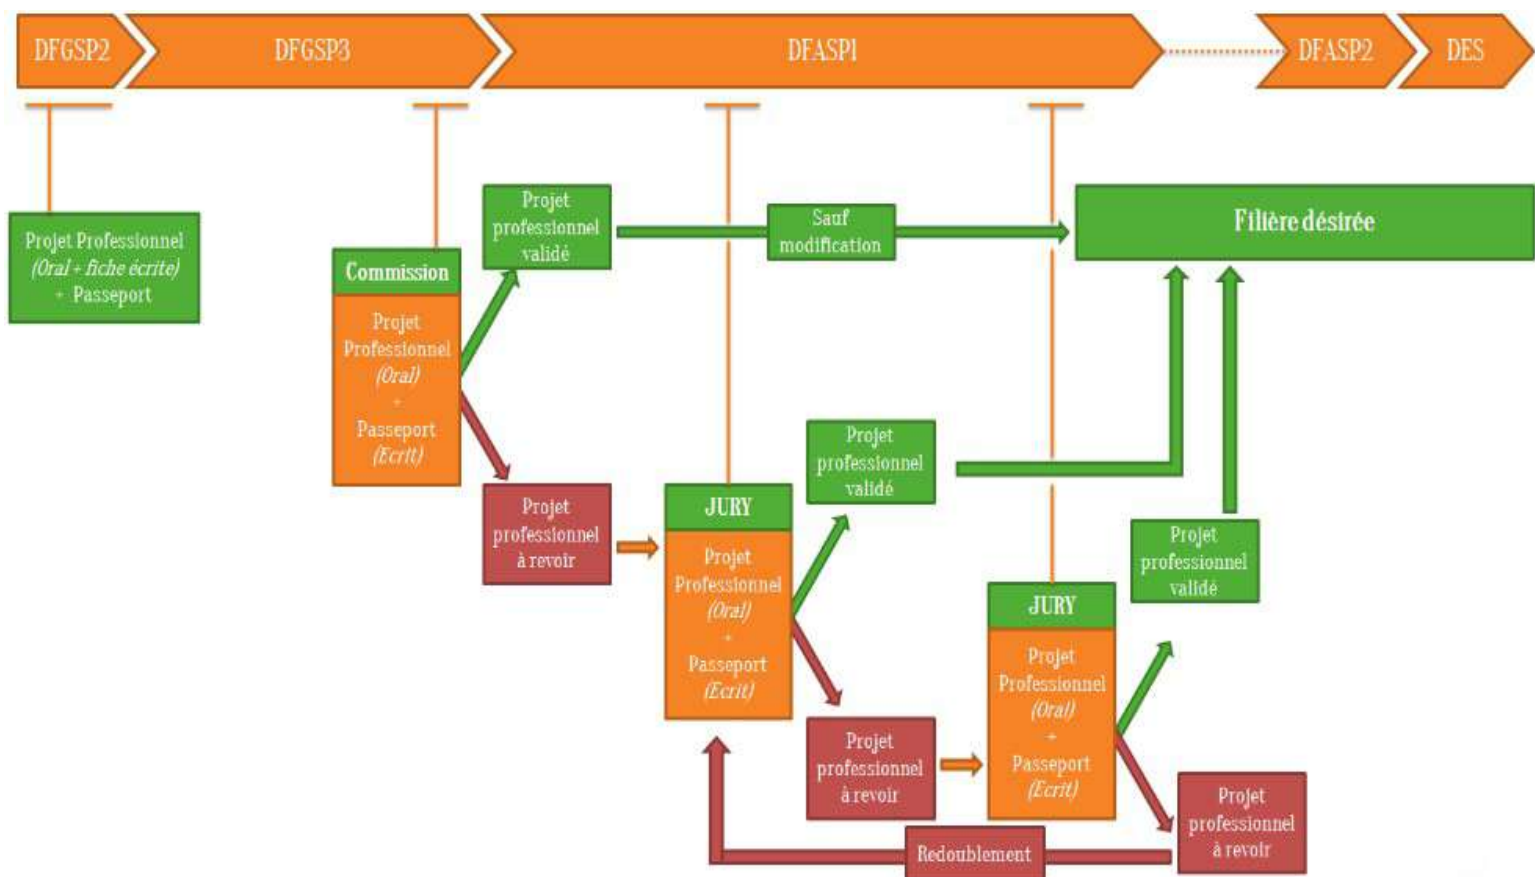 DFGSP2
DFGSP3
DFASP1
DFASP2
DES
Projet Professionnel
(Oral + fiche écrite)
+ Passeport
Commission
Projet
Professionnel
(Oral)
+
Passeport
(Ecrit)
Projet
professionnel
validé
Sauf
modification
Filière désirée
Projet
professionnel
à revoir
JURY
Projet
Professionnel
(Oral)
+
Passeport
(Ecrit)
Projet
professionnel
validé
Projet
professionnel
à revoir
JURY
Projet
Professionnel
(Oral)
+
Passeport
(Ecrit)
Projet
professionnel
validé
Projet
professionnel
à revoir
Redoublement